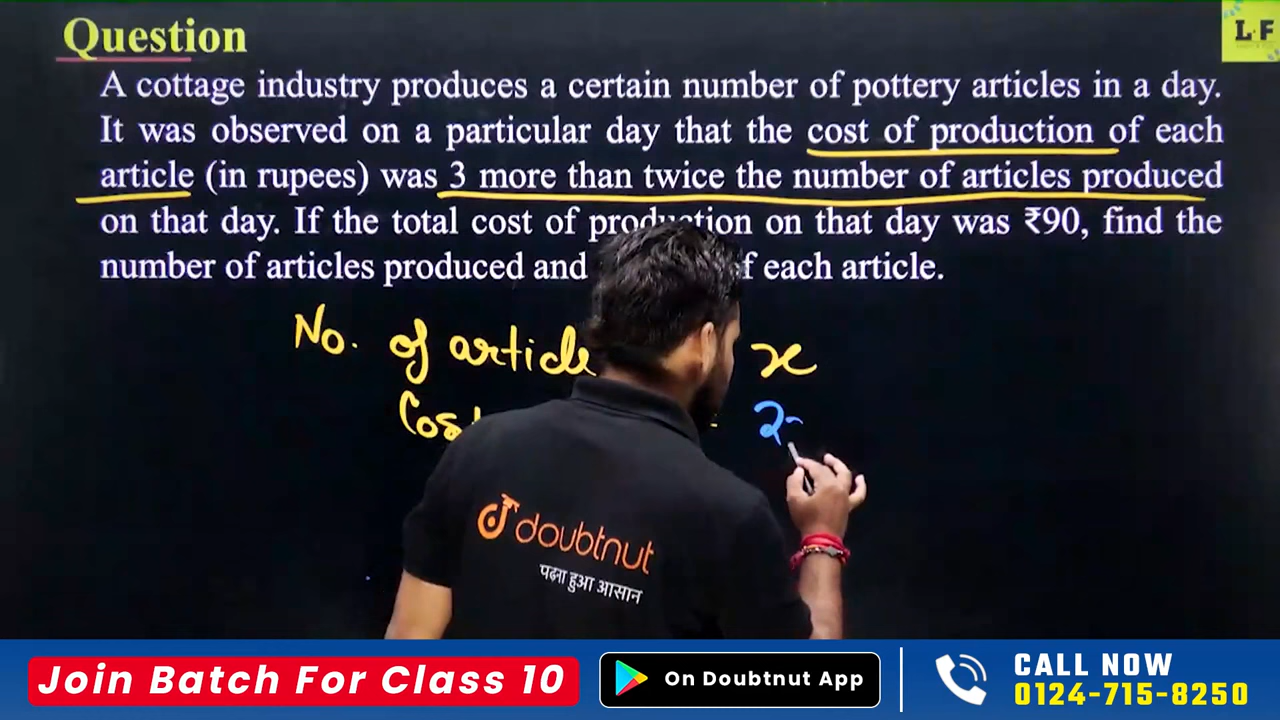 Question
L·F
A cottage industry produces a certain number of pottery articles in a day.
It was observed on a particular day that the cost of production of each
article (in rupees) was 3 more than twice the number of articles produced
on that day. If the total cost of production on that day was ₹90, find the
number of articles produced and f each article.
No. of article x
Cost 2
doubtnut
पढ़ना हुआ आसान
Join Batch For Class 10
On Doubtnut App
CALL NOW
0124-715-8250